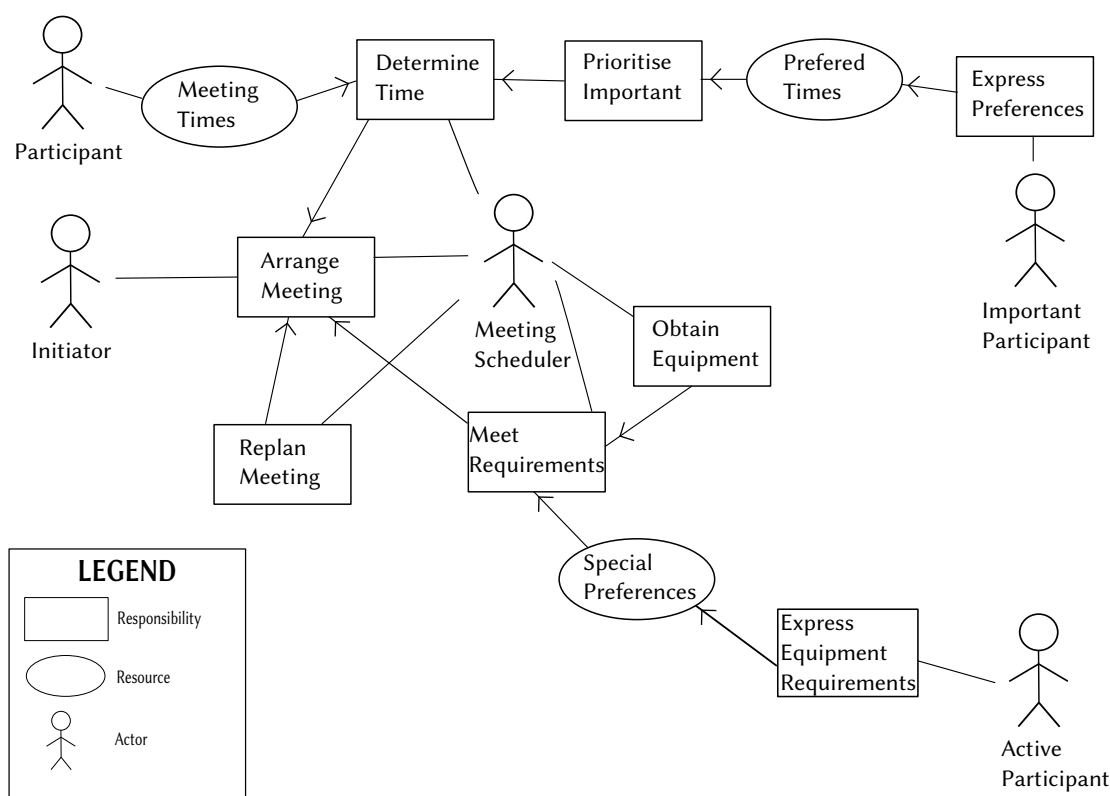 Determine
Time
Prioritise
Important
Prefered
Times
Express
Preferences
Meeting
Times
Participant
Arrange
Meeting
Initiator
Meeting
Scheduler
Obtain
Equipment
Important
Participant
Replan
Meeting
Meet
Requirements
Special
Preferences
Express
Equipment
Requirements
Active
Participant
LEGEND
Responsibility
Resource
Actor